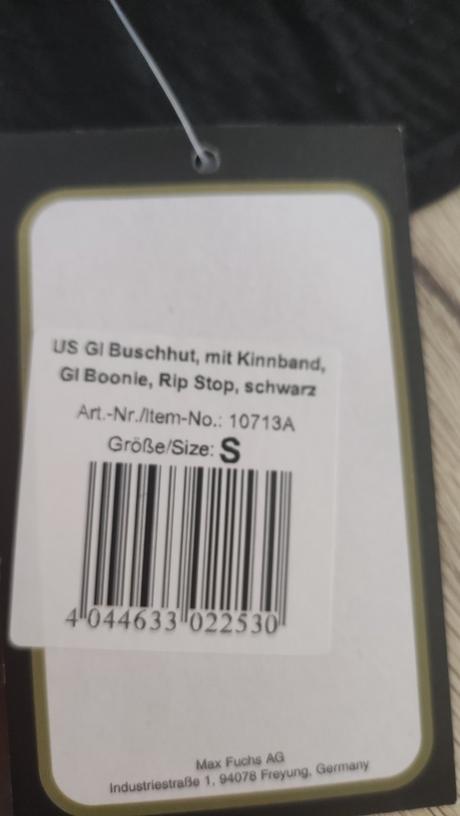 US GI Buschhut, mit Kinnband,
GI Boonie, Rip Stop, schwarz
Art.-Nr./Item-No.: 10713A
Größe/Size: S
4 044633 022530
Max Fuchs AG
Industriestraße 1, 94078 Freyung, Germany